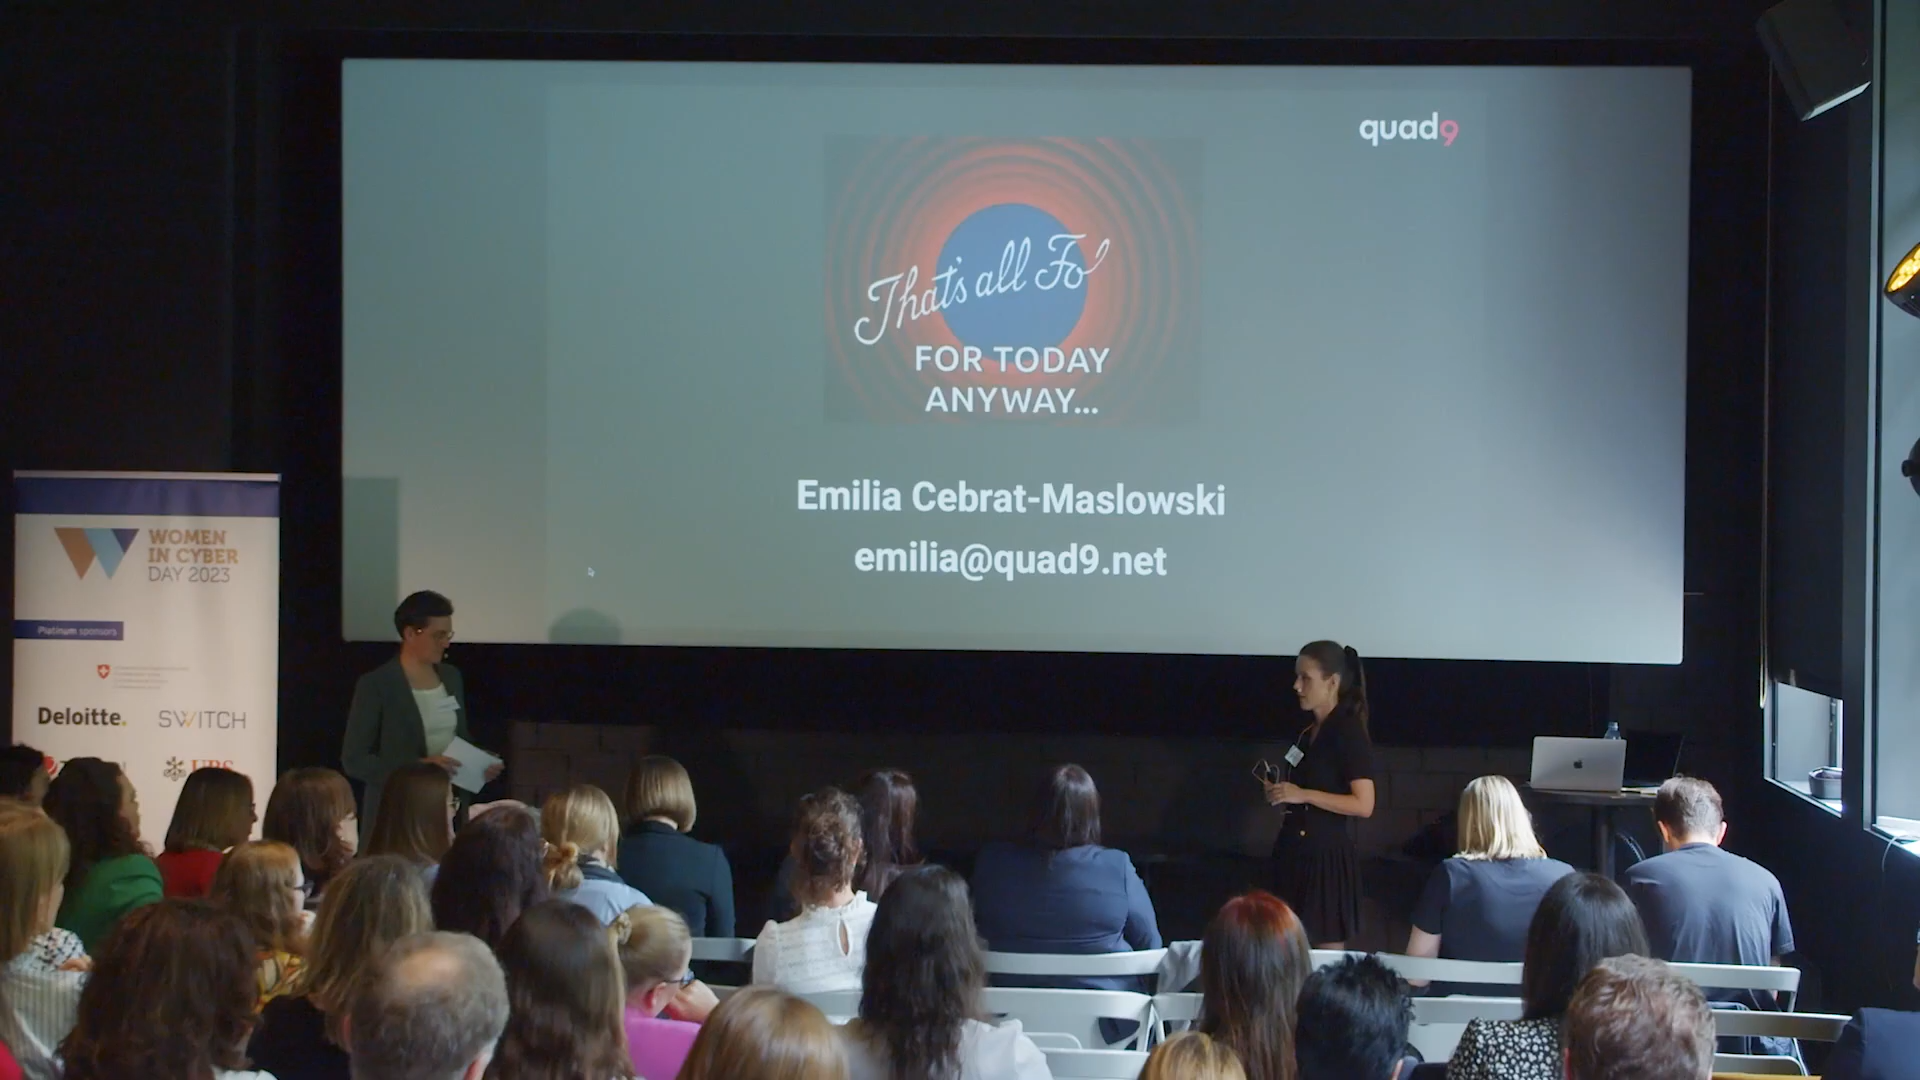 quad9
That's all Fo
FOR TODAY
ANYWAY...
Emilia Cebrat-Maslowski
emilia@quad9.net
WOMEN
IN CYBER
DAY 2023
Platinum sponsors
Deloitte.
SWITCH
UBS